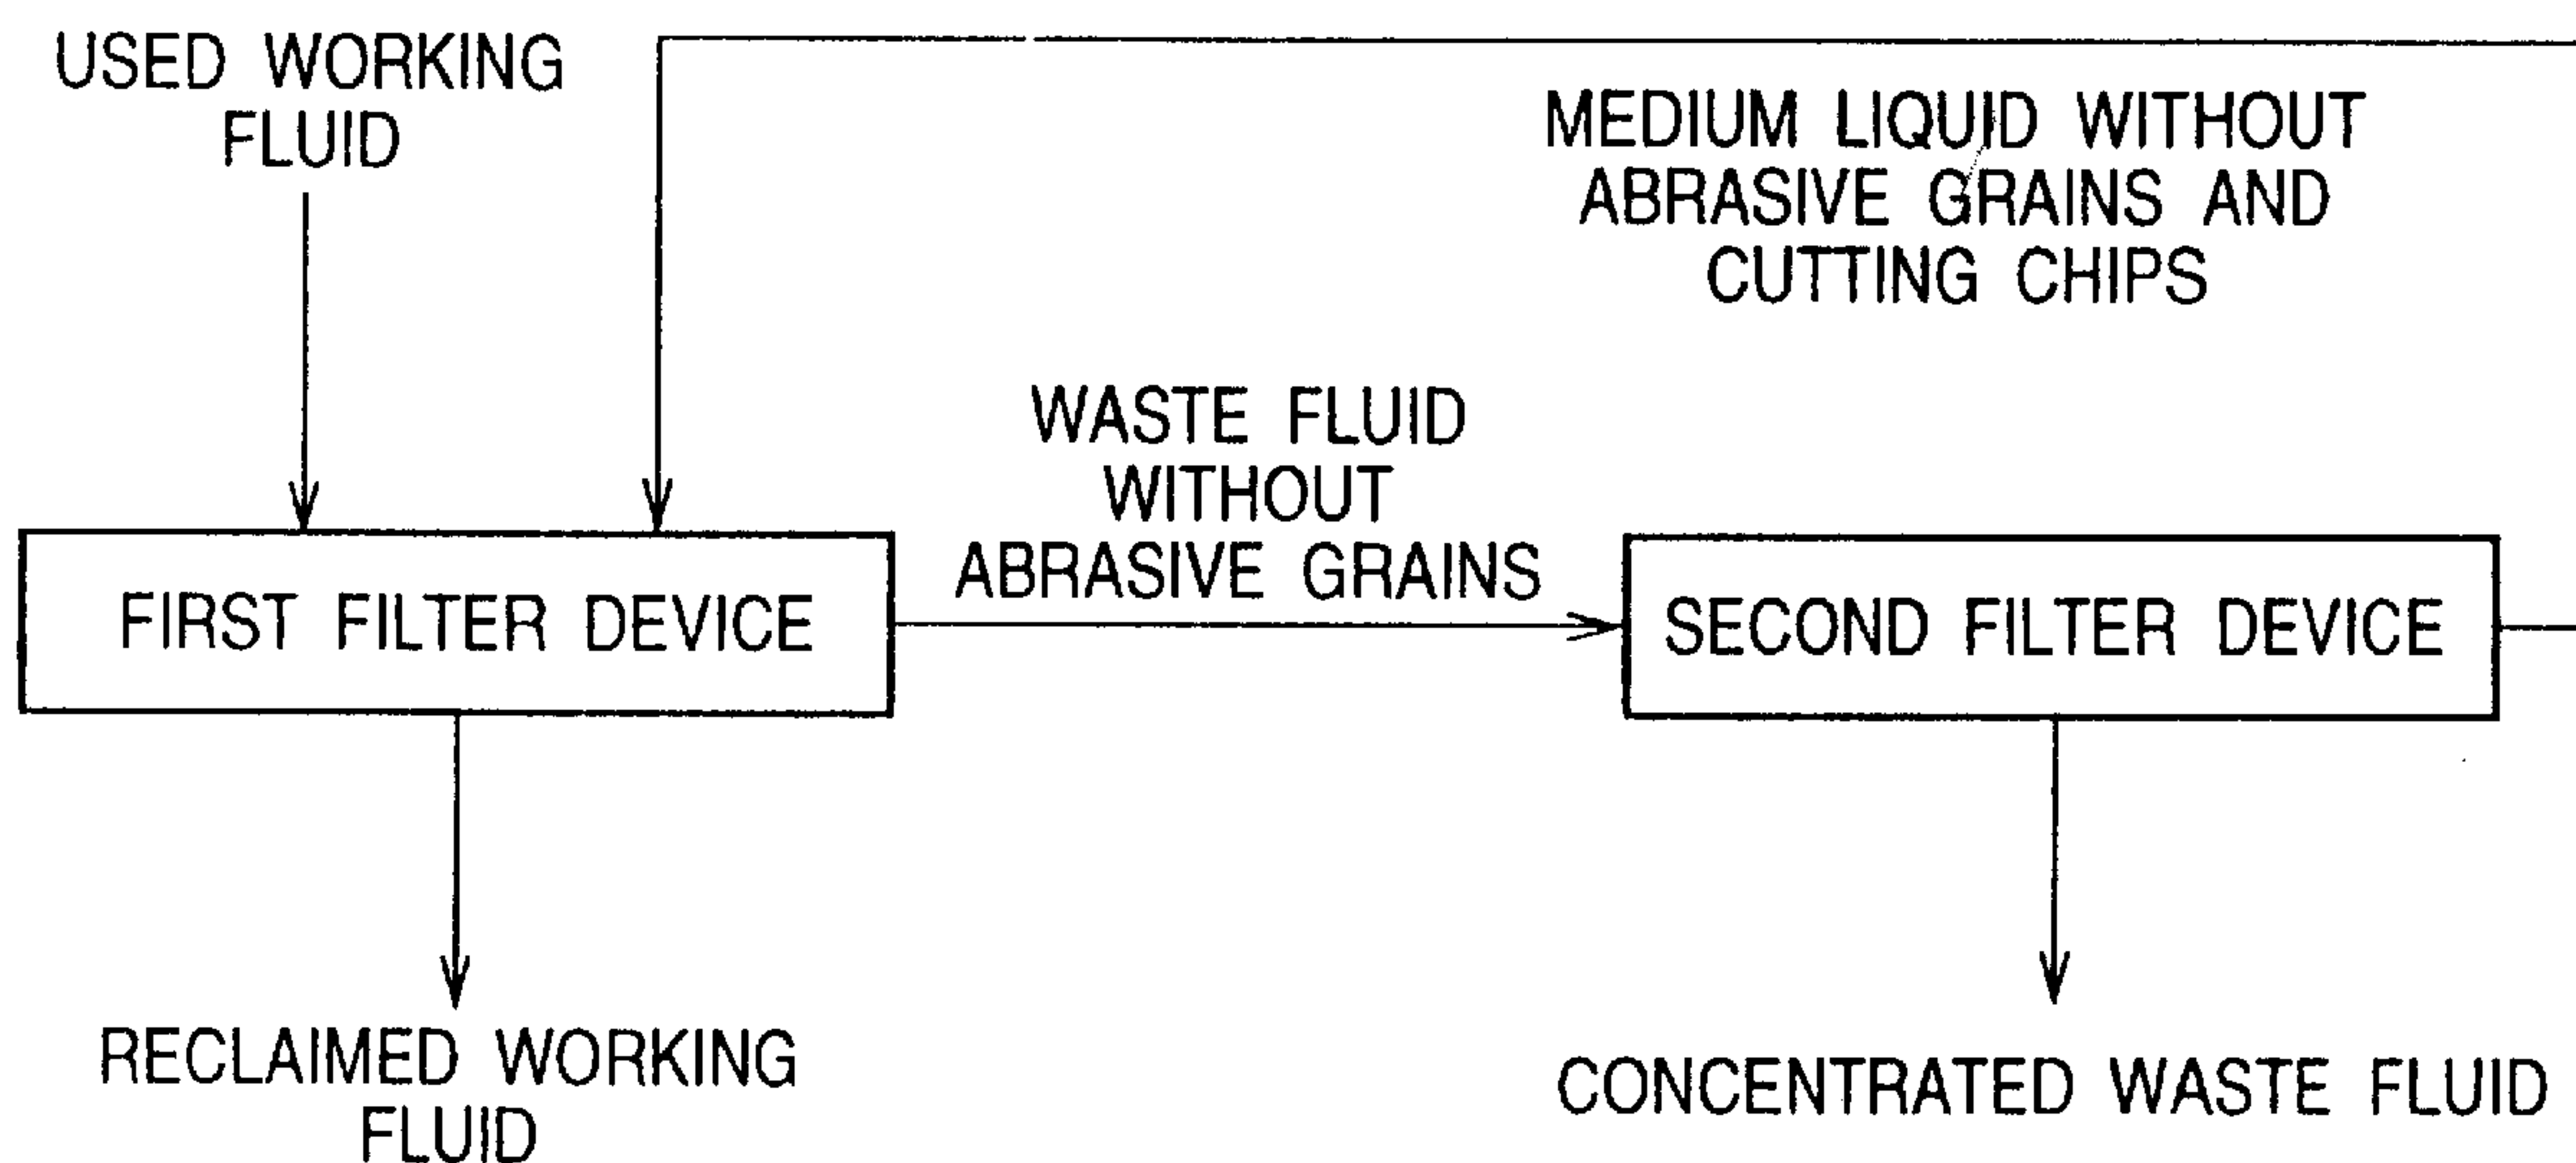 USED WORKING
FLUID
MEDIUM LIQUID WITHOUT
ABRASIVE GRAINS AND
CUTTING CHIPS
WASTE FLUID
WITHOUT
ABRASIVE GRAINS
FIRST FILTER DEVICE
SECOND FILTER DEVICE
RECLAIMED WORKING
FLUID
CONCENTRATED WASTE FLUID